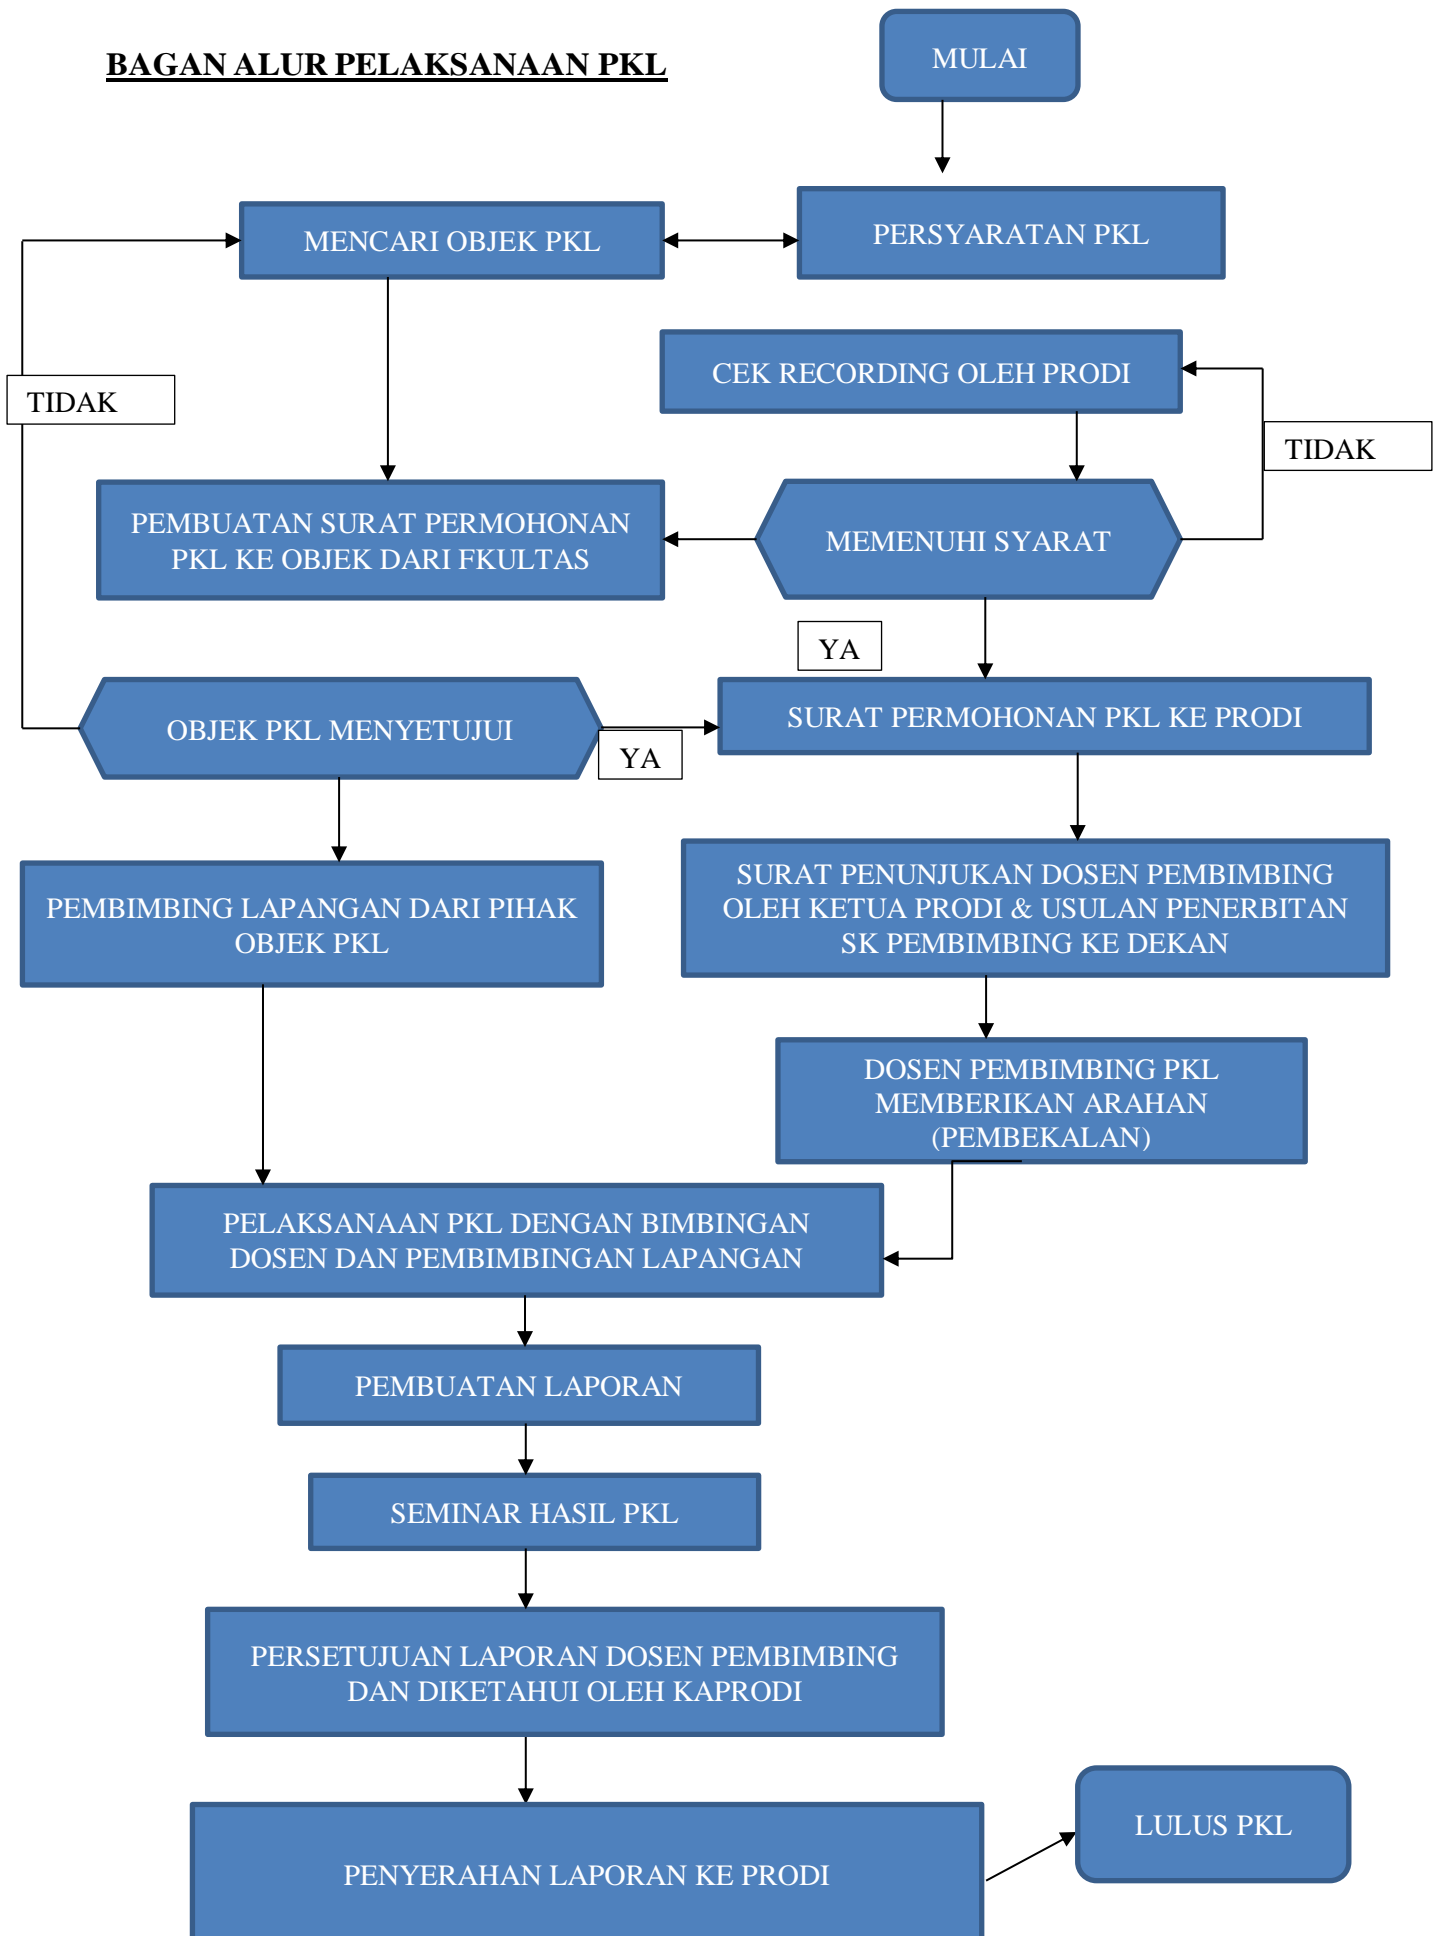 BAGAN ALUR PELAKSANAAN PKL
MULAI
MENCARI OBJEK PKL
PERSYARATAN PKL
CEK RECORDING OLEH PRODI
TIDAK
TIDAK
PEMBUATAN SURAT PERMOHONAN
PKL KE OBJEK DARI FKULTAS
MEMENUHI SYARAT
YA
OBJEK PKL MENYETUJUI
YA
SURAT PERMOHONAN PKL KE PRODI
PEMBIMBING LAPANGAN DARI PIHAK
OBJEK PKL
SURAT PENUNJUKAN DOSEN PEMBIMBING
OLEH KETUA PRODI & USULAN PENERBITAN
SK PEMBIMBING KE DEKAN
DOSEN PEMBIMBING PKL
MEMBERIKAN ARAHAN
(PEMBEKALAN)
PELAKSANAAN PKL DENGAN BIMBINGAN
DOSEN DAN PEMBIMBINGAN LAPANGAN
PEMBUATAN LAPORAN
SEMINAR HASIL PKL
PERSETUJUAN LAPORAN DOSEN PEMBIMBING
DAN DIKETAHUI OLEH KAPRODI
LULUS PKL
PENYERAHAN LAPORAN KE PRODI